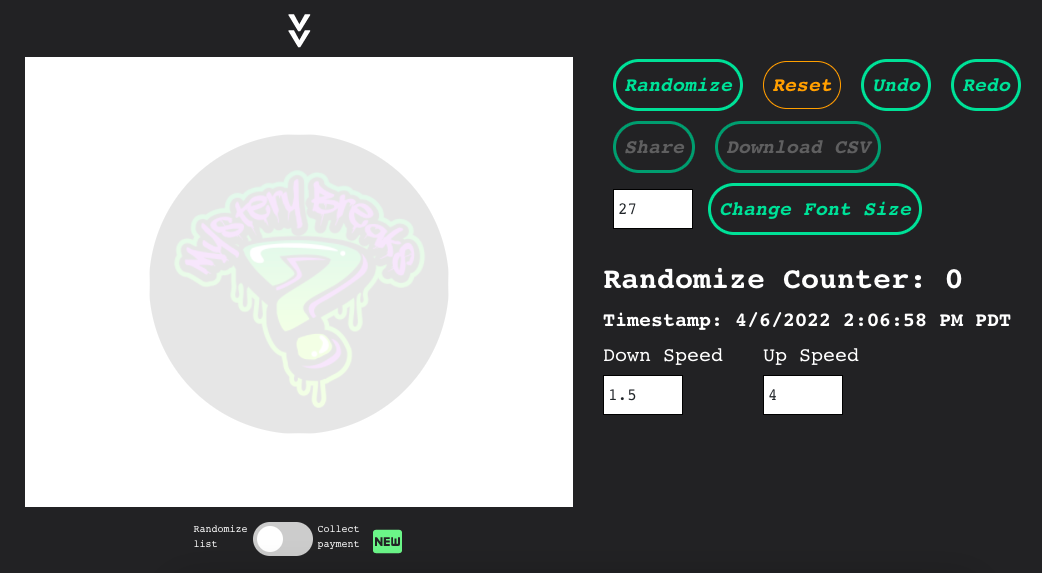 Randomize Reset Undo Redo
Share Download CSV
27 Change Font Size
Mystery Breaks
Randomize Counter: 0
Timestamp: 4/6/2022 2:06:58 PM PDT
Down Speed Up Speed
1.5 4
Randomize Collect
list payment NEW